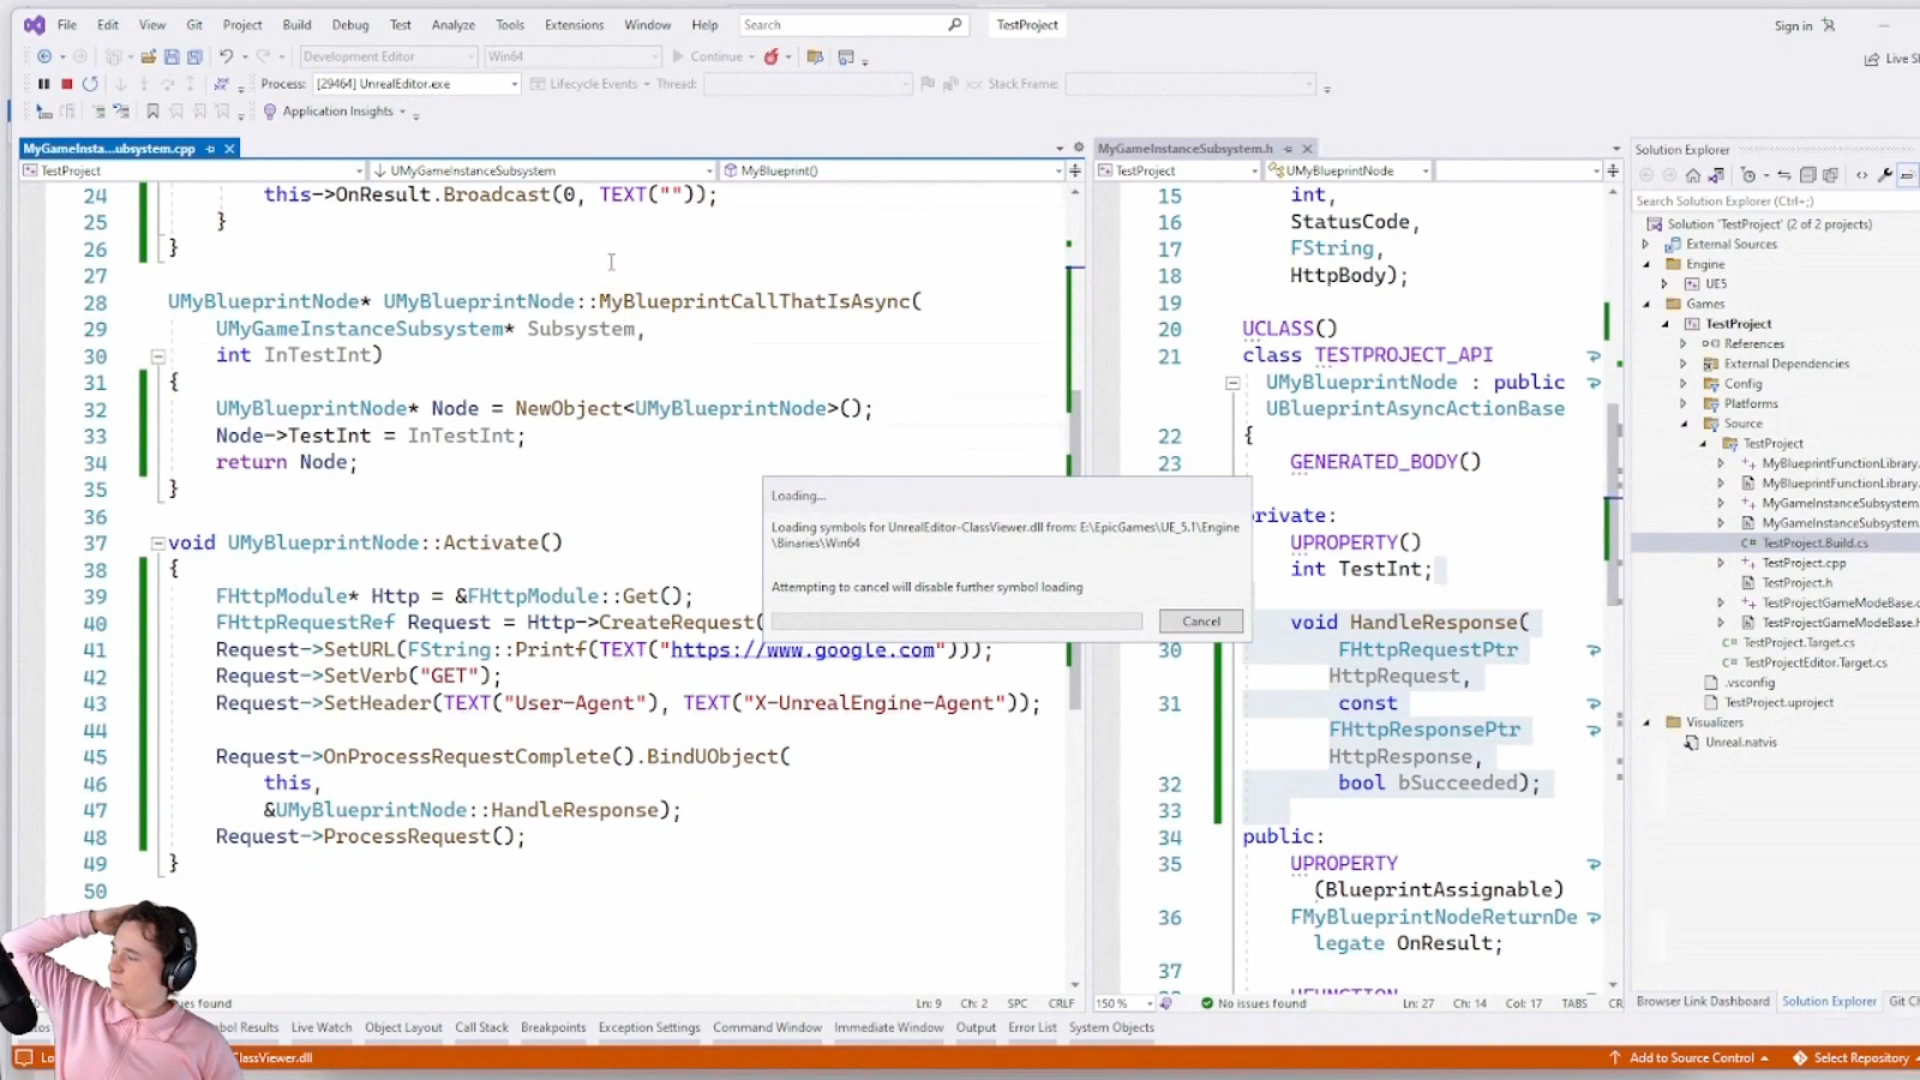 File Edit View Git Project Build Debug Test Analyze Tools Extensions Window Help Search TestProject Sign in
Development Editor Win64 Continue Live
Process: [29464] UnrealEditor.exe Lifecycle Events Thread: Stack Frame:
Application Insights
MyGameInsta...ubsystem.cpp
TestProject UMyGameInstanceSubsystem MyBlueprint()
24 this->OnResult.Broadcast(0, TEXT(""));
25 }
26 }
27
28 UMyBlueprintNode* UMyBlueprintNode::MyBlueprintCallThatIsAsync(
29 UMyGameInstanceSubsystem* Subsystem,
30 int InTestInt)
31 {
32 UMyBlueprintNode* Node = NewObject<UMyBlueprintNode>();
33 Node->TestInt = InTestInt;
34 return Node;
35 }
36
37 void UMyBlueprintNode::Activate()
38 {
39 FHttpModule* Http = &FHttpModule::Get();
40 FHttpRequestRef Request = Http->CreateRequest(
41 Request->SetURL(FString::Printf(TEXT("https://www.google.com")));
42 Request->SetVerb("GET");
43 Request->SetHeader(TEXT("User-Agent"), TEXT("X-UnrealEngine-Agent"));
44
45 Request->OnProcessRequestComplete().BindUObject(
46 this,
47 &UMyBlueprintNode::HandleResponse);
48 Request->ProcessRequest();
49 }
50
ues found Ln: 9 Ch: 2 SPC CRLF
Loading...
Loading symbols for UnrealEditor-ClassViewer.dll from: E:\EpicGames\UE_5.1\Engine
\Binaries\Win64
Attempting to cancel will disable further symbol loading
Cancel
MyGameInstanceSubsystem.h
TestProject UMyBlueprintNode
15 int,
16 StatusCode,
17 FString,
18 HttpBody);
19
20 UCLASS()
21 class TESTPROJECT_API
UMyBlueprintNode : public
UBlueprintAsyncActionBase
22 {
23 GENERATED_BODY()
private:
UPROPERTY()
int TestInt;
void HandleResponse(
30 FHttpRequestPtr
HttpRequest,
31 const
FHttpResponsePtr
HttpResponse,
32 bool bSucceeded);
33
34 public:
35 UPROPERTY
(BlueprintAssignable)
36 FMyBlueprintNodeReturnDe
legate OnResult;
37
UFUNCTION
150 % No issues found Ln: 27 Ch: 14 Col: 17 TABS CR
Solution Explorer
Search Solution Explorer (Ctrl+;)
Solution 'TestProject' (2 of 2 projects)
External Sources
Engine
UE5
Games
TestProject
References
External Dependencies
Config
Platforms
Source
TestProject
MyBlueprintFunctionLibrary.
MyBlueprintFunctionLibrary.
MyGameInstanceSubsystem.
MyGameInstanceSubsystem.
TestProject.Build.cs
TestProject.cpp
TestProject.h
TestProjectGameModeBase.c
TestProjectGameModeBase.h
TestProject.Target.cs
TestProjectEditor.Target.cs
.vsconfig
TestProject.uproject
Visualizers
Unreal.natvis
Browser Link Dashboard Solution Explorer Git Ch
bol Results Live Watch Object Layout Call Stack Breakpoints Exception Settings Command Window Immediate Window Output Error List System Objects
Lo ClassViewer.dll Add to Source Control Select Repository